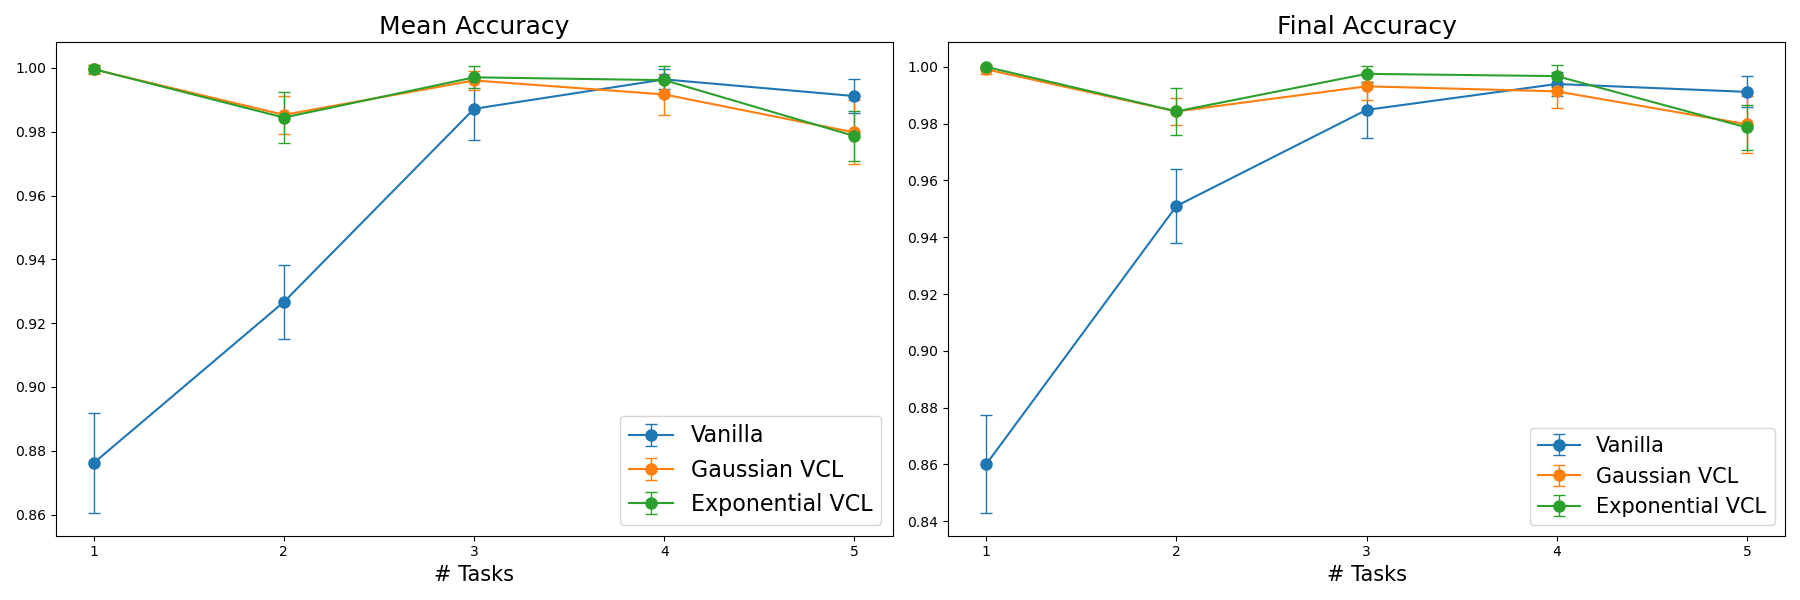 Mean Accuracy
1.00
0.98
0.96
0.94
0.92
0.90
0.88
0.86
1
2
3
4
5
# Tasks
Vanilla
Gaussian VCL
Exponential VCL
Final Accuracy
1.00
0.98
0.96
0.94
0.92
0.90
0.88
0.86
0.84
1
2
3
4
5
# Tasks
Vanilla
Gaussian VCL
Exponential VCL